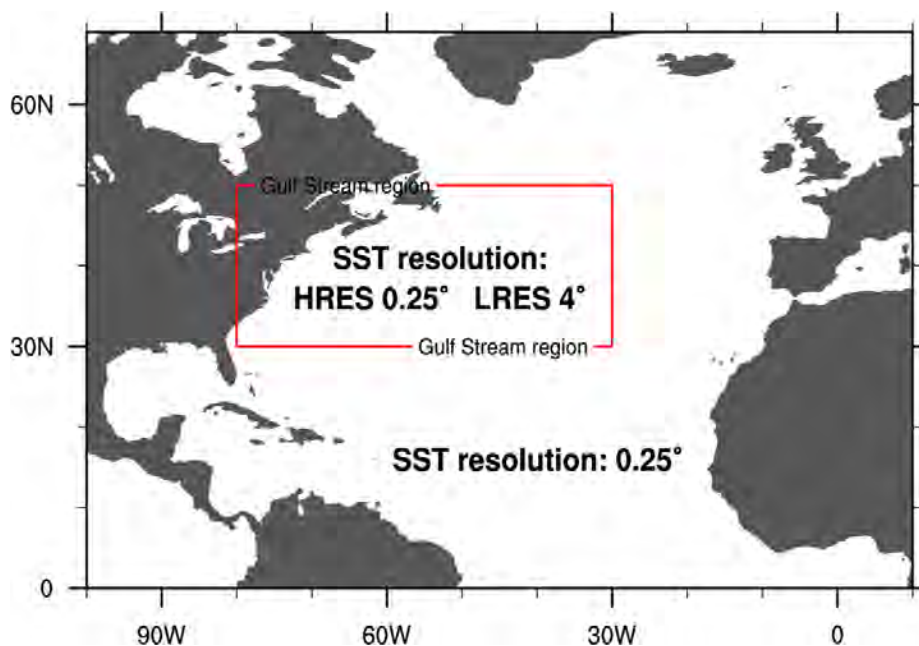 60N
Gulf Stream region
SST resolution:
HRES 0.25° LRES 4°
30N
Gulf Stream region
SST resolution: 0.25°
0
90W 60W 30W 0